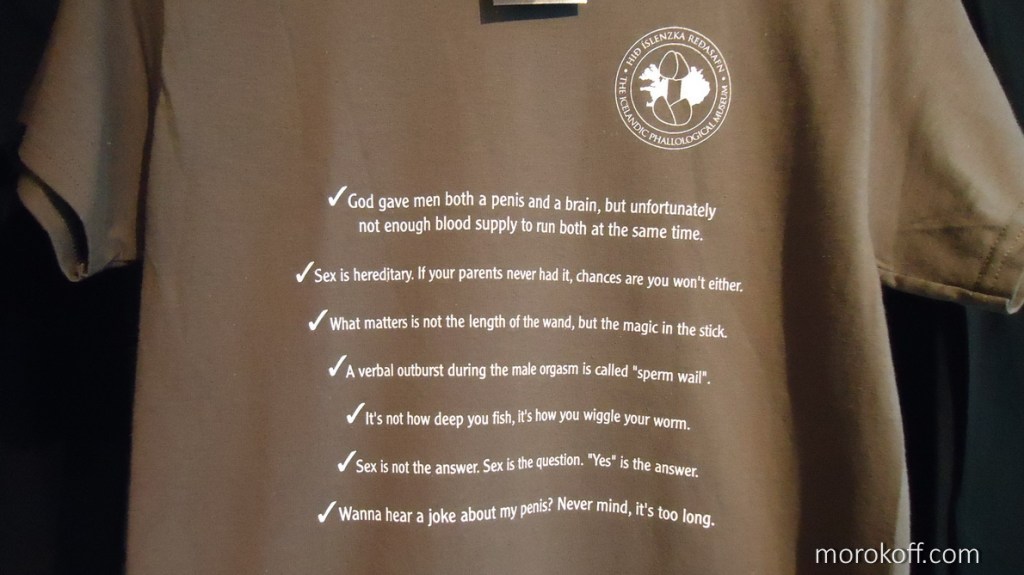 • HIÐ ÍSLENZKA REÐASAFN •
THE ICELANDIC PHALLOLOGICAL MUSEUM
✓God gave men both a penis and a brain, but unfortunately
not enough blood supply to run both at the same time.
✓Sex is hereditary. If your parents never had it, chances are you won't either.
✓What matters is not the length of the wand, but the magic in the stick.
✓A verbal outburst during the male orgasm is called "sperm wail".
✓It's not how deep you fish, it's how you wiggle your worm.
✓Sex is not the answer. Sex is the question. "Yes" is the answer.
✓Wanna hear a joke about my penis? Never mind, it's too long.
morokoff.com